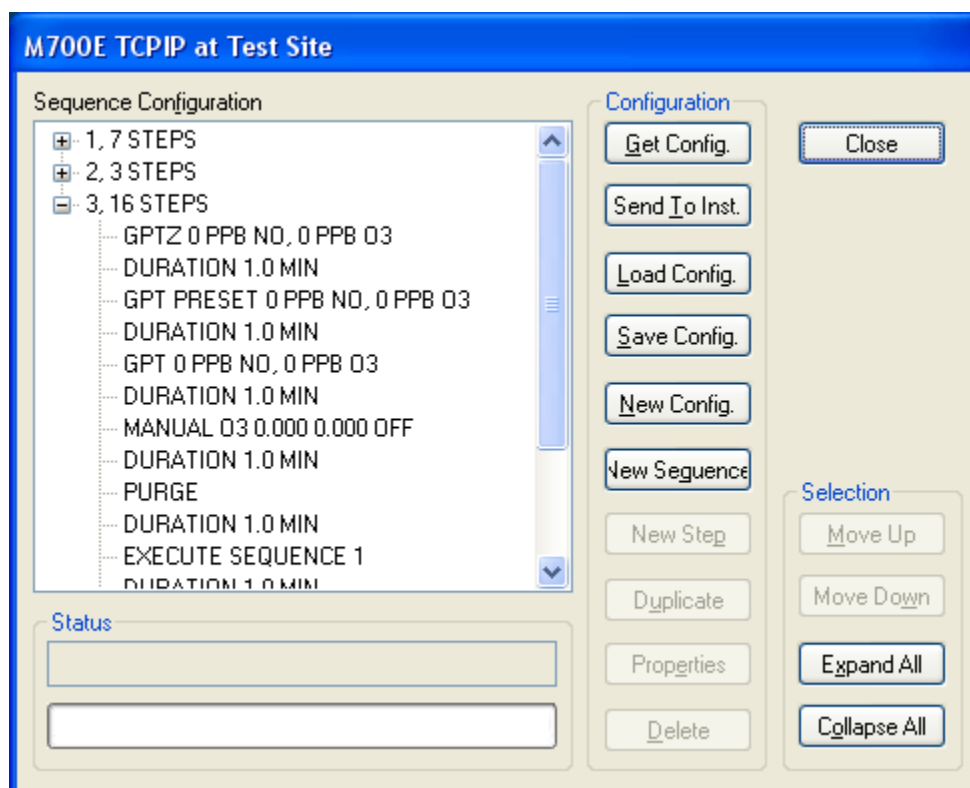 M700E TCPIP at Test Site
Sequence Configuration
1, 7 STEPS
2, 3 STEPS
3, 16 STEPS
GPTZ 0 PPB NO, 0 PPB O3
DURATION 1.0 MIN
GPT PRESET 0 PPB NO, 0 PPB O3
DURATION 1.0 MIN
GPT 0 PPB NO, 0 PPB O3
DURATION 1.0 MIN
MANUAL O3 0.000 0.000 OFF
DURATION 1.0 MIN
PURGE
DURATION 1.0 MIN
EXECUTE SEQUENCE 1
DURATION 1.0 MIN
Status
Configuration
Get Config.
Send To Inst.
Load Config.
Save Config.
New Config.
New Seguence
New Step
Duplicate
Properties
Delete
Close
Selection
Move Up
Move Down
Expand All
Collapse All